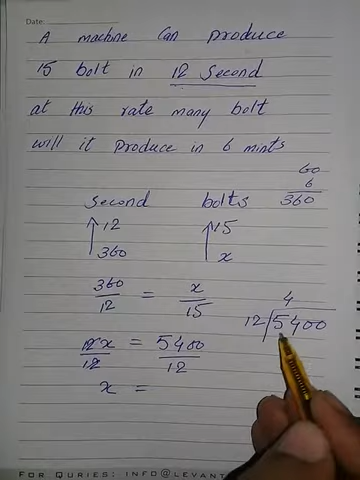 Date:
A machine Can produce
15 bolt in 12 Second
at this rate many bolt
will it Produce in 6 mints
60
6
360
second bolts
12 15
360 x
360/12 = x/15
4
12 5400
12x/12 = 5400/12
x =
FOR QURIES: INFO@LEVANT